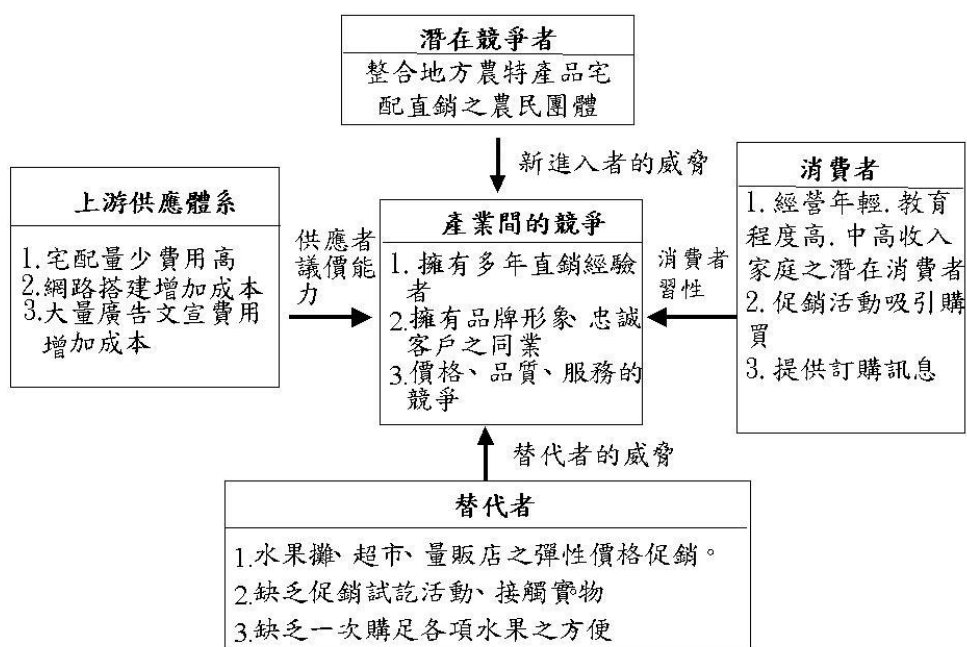 潛在競爭者
整合地方農特產品宅
配直銷之農民團體
新進入者的威脅
上游供應體系
1.宅配量少費用高
2.網路搭建增加成本
3.大量廣告文宣費用
增加成本
供應者
議價能
力
產業間的競爭
1. 擁有多年直銷經驗
者
2.擁有品牌形象、忠誠
客戶之同業
3.價格、品質、服務的
競爭
消費者
習性
消費者
1. 經營年輕.教育
程度高.中高收入
家庭之潛在消費者
2. 促銷活動吸引購
買
3. 提供訂購訊息
替代者的威脅
替代者
1.水果攤、超市、量販店之彈性價格促銷。
2.缺乏促銷試訖活動、接觸實物
3.缺乏一次購足各項水果之方便